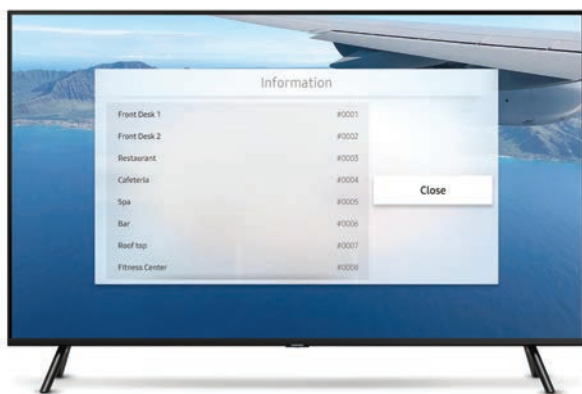 Information
Front Desk 1 #0001
Front Desk 2 #0002
Restaurant #0003
Cafeteria #0004
Spa #0005
Bar #0006
Roof top #0007
Fitness Center #0008
Close